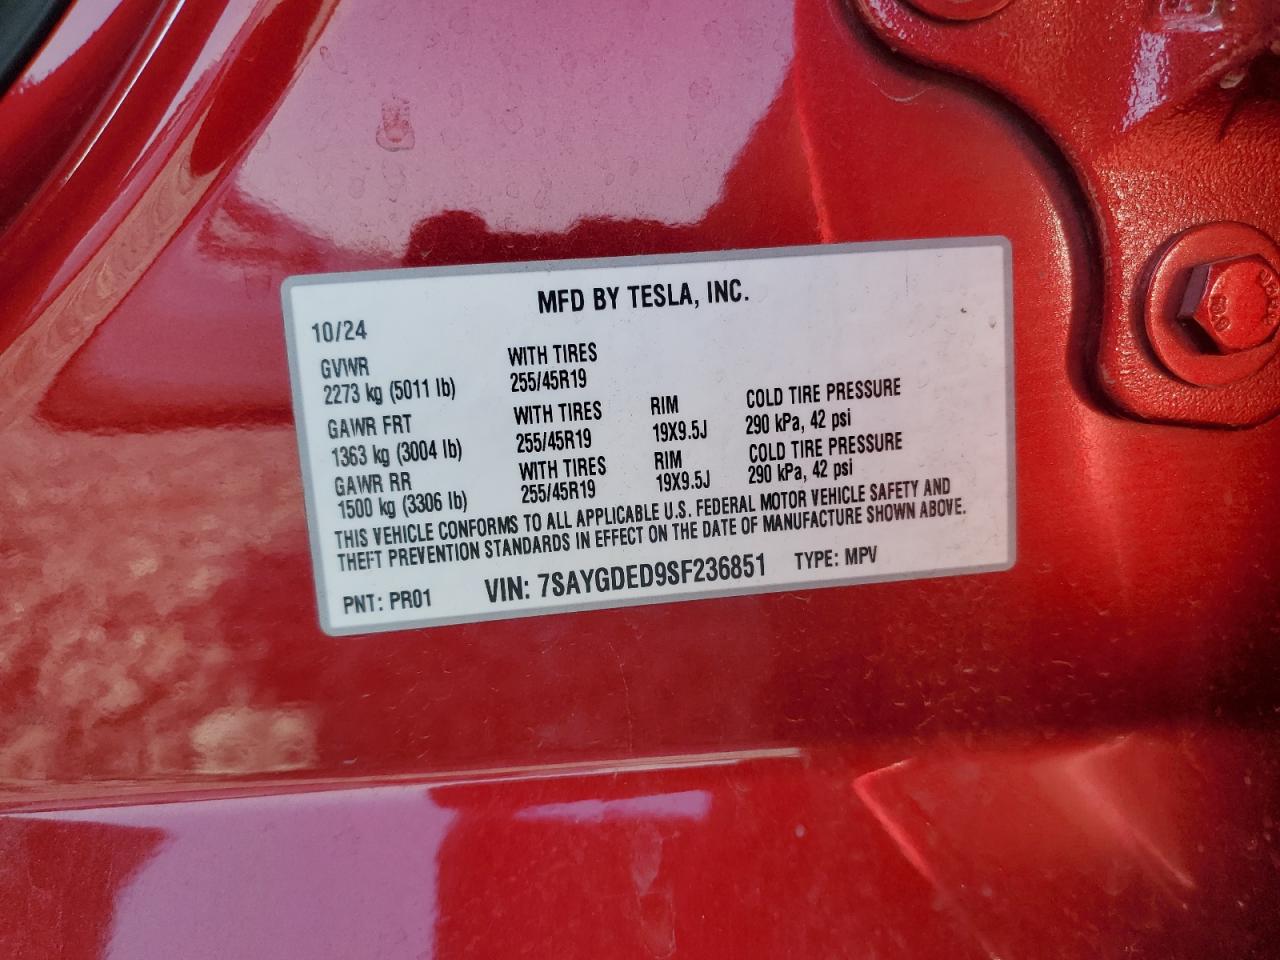 MFD BY TESLA, INC.
10/24
GVWR WITH TIRES
2273 kg (5011 lb) 255/45R19
GAWR FRT WITH TIRES RIM COLD TIRE PRESSURE
1363 kg (3004 lb) 255/45R19 19X9.5J 290 kPa, 42 psi
GAWR RR WITH TIRES RIM COLD TIRE PRESSURE
1500 kg (3306 lb) 255/45R19 19X9.5J 290 kPa, 42 psi
THIS VEHICLE CONFORMS TO ALL APPLICABLE U.S. FEDERAL MOTOR VEHICLE SAFETY AND
THEFT PREVENTION STANDARDS IN EFFECT ON THE DATE OF MANUFACTURE SHOWN ABOVE.
PNT: PR01 VIN: 7SAYGDED9SF236851 TYPE: MPV